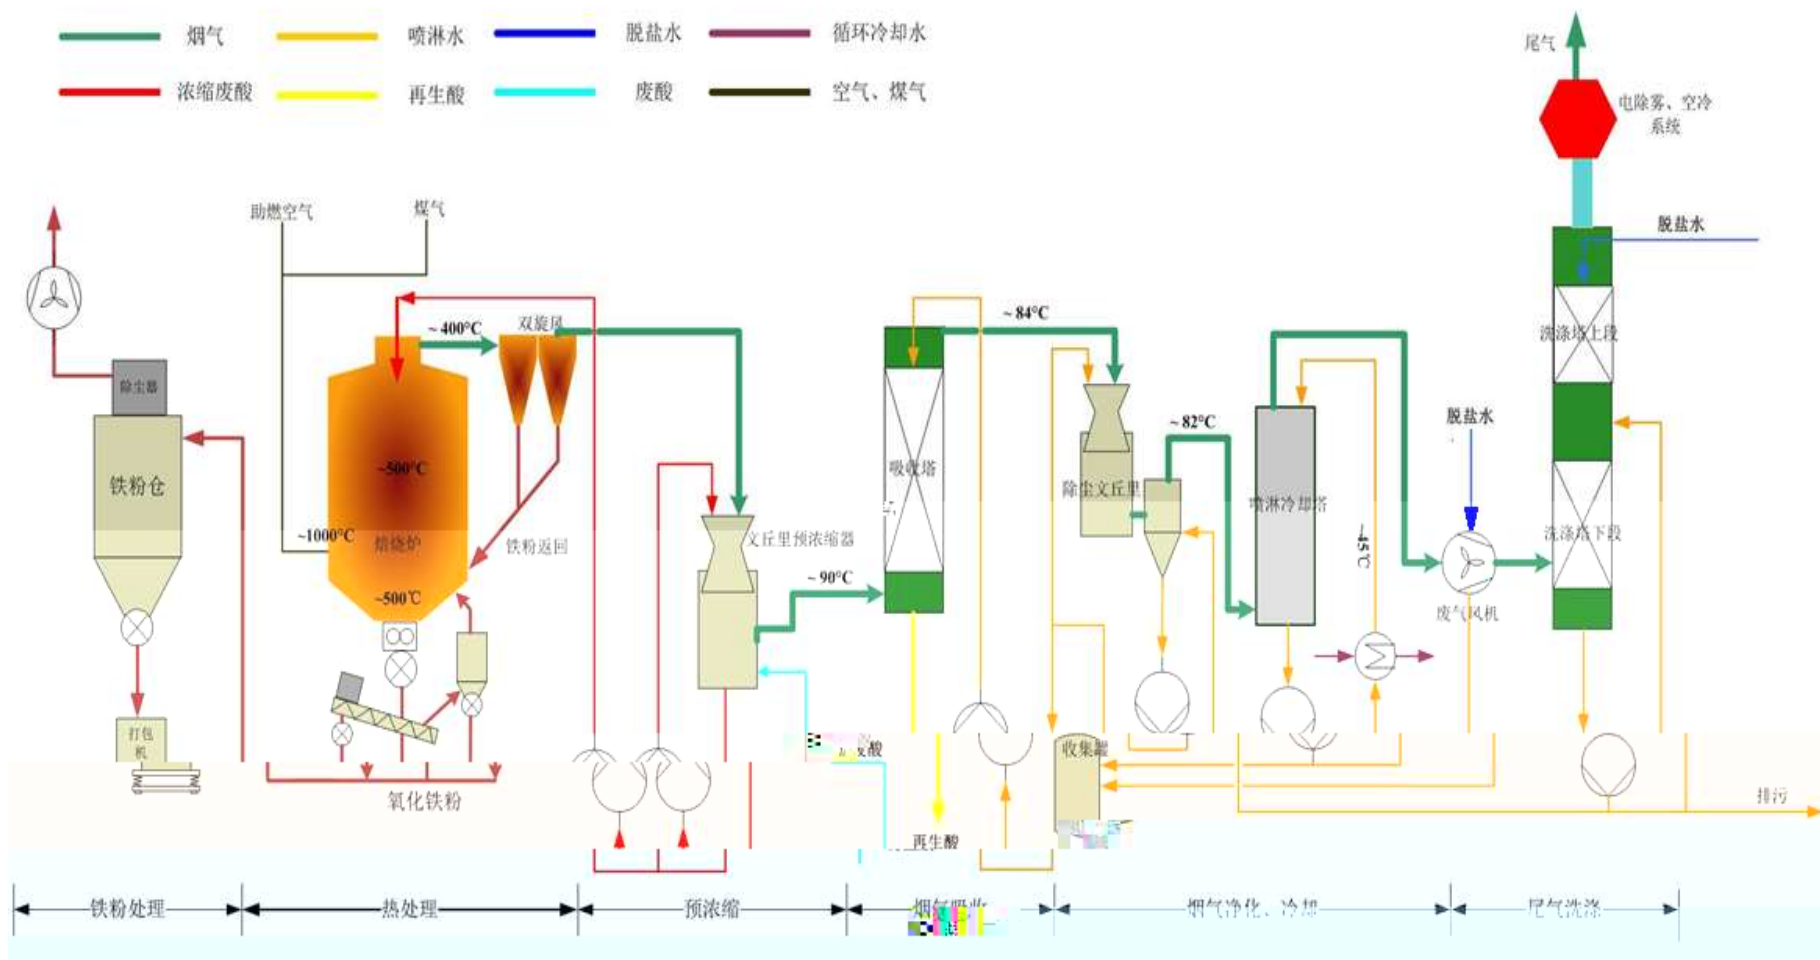 烟气
喷淋水
脱盐水
循环冷却水
浓缩废酸
再生酸
废酸
空气、煤气
尾气
电除雾、空冷
系统
助燃空气
煤气
脱盐水
~ 400°C
双旋风
~ 84°C
洗涤塔上段
除尘器
~ 82°C
脱盐水
~500°C
吸收塔
铁粉仓
除尘文丘里
喷淋冷却塔
~1000°C
焙烧炉
铁粉返回
文丘里预浓缩器
~45℃
洗涤塔下段
~ 90°C
~500℃
废气风机
打包
机
收集罐
氧化铁粉
排污
再生酸
铁粉处理
热处理
预浓缩
烟气吸收
烟气净化、冷却
尾气洗涤